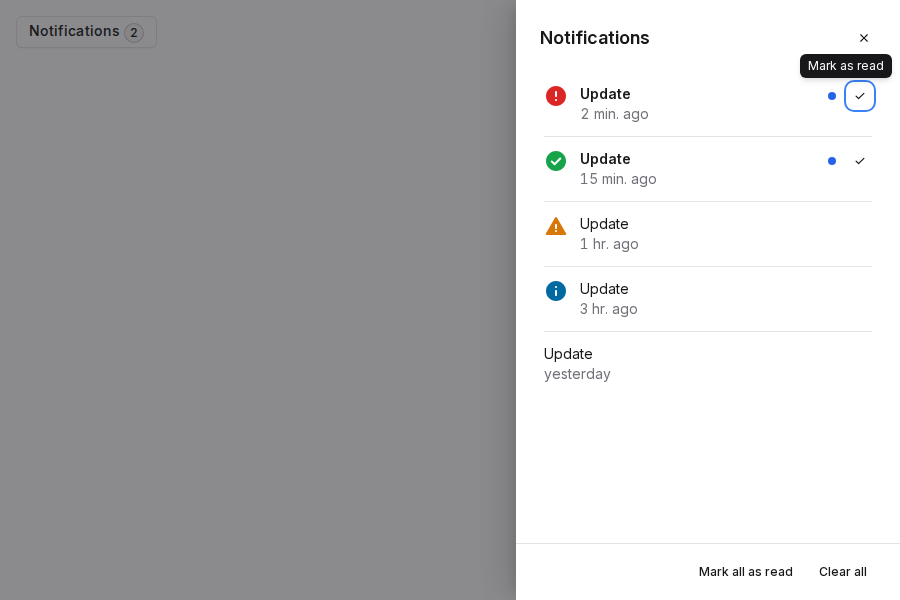 Notifications 2
Notifications
Mark as read
Update
2 min. ago
Update
15 min. ago
Update
1 hr. ago
Update
3 hr. ago
Update
yesterday
Mark all as read Clear all